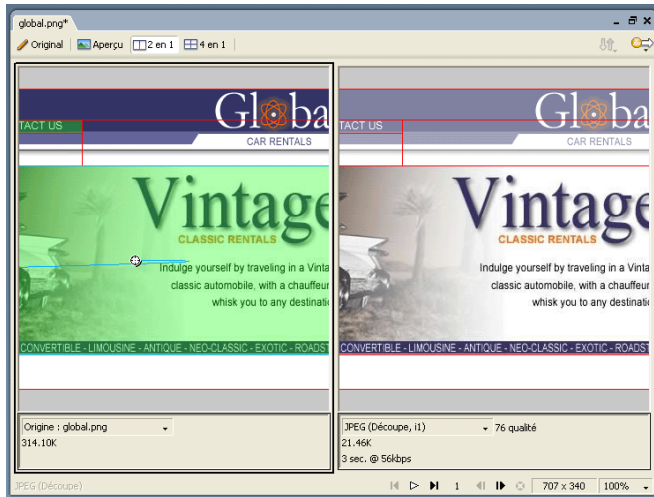 global.png*
Original Aperçu 2 en 1 4 en 1
Global
TACT US
CAR RENTALS
Vintage
CLASSIC RENTALS
Indulge yourself by traveling in a Vinta
classic automobile, with a chauffeur
whisk you to any destinatio
CONVERTIBLE - LIMOUSINE - ANTIQUE - NEO-CLASSIC - EXOTIC - ROADST
Origine : global.png
314.10K
Globa
TACT US
CAR RENTALS
Vintage
CLASSIC RENTALS
Indulge yourself by traveling in a Vinta
classic automobile, with a chauffeur
whisk you to any destinatio
CONVERTIBLE - LIMOUSINE - ANTIQUE - NEO-CLASSIC - EXOTIC - ROADST
JPEG (Découpe, i1) 76 qualité
21.46K
3 sec. @ 56kbps
JPEG (Découpe) 1 707 x 340 100%